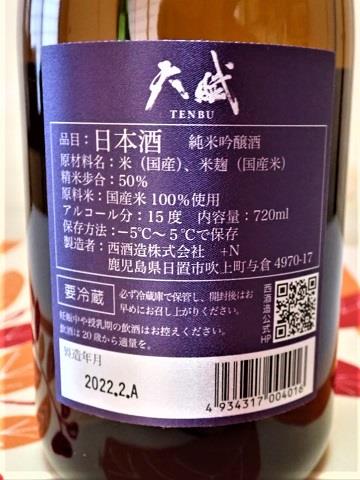 天賦
TENBU
品目：日本酒 純米吟醸酒
原材料名：米（国産）、米麹（国産米）
精米歩合：50%
原料米：国産米100%使用
アルコール分：15度 内容量：720ml
保存方法：−5℃〜5℃で保存
製造者：西酒造株式会社 +N
鹿児島県日置市吹上町与倉4970-17
要冷蔵
必ず冷蔵庫で保管し、開封後はお
早めにお召し上がりください。
妊娠中や授乳期の飲酒はお控えください。
飲酒は20歳から適量を。
西酒造公式HP
製造年月
2022.2.A
4 934317 004016